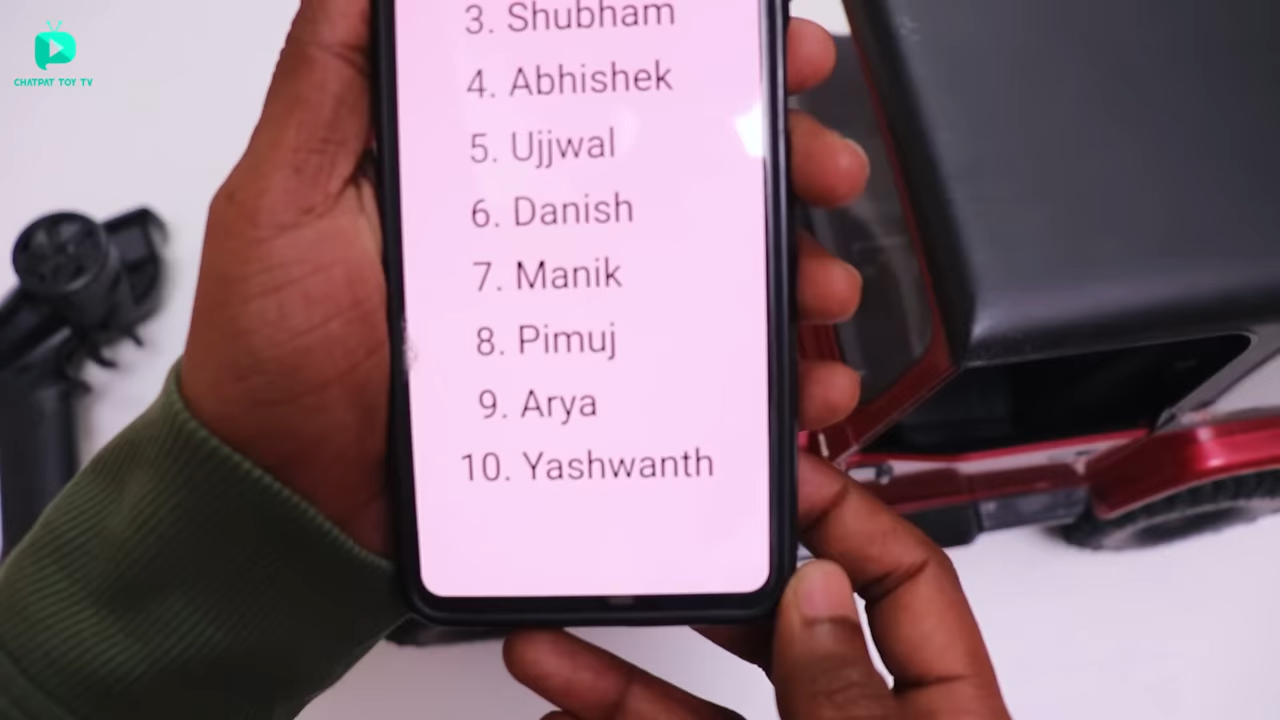 CHATPAT TOY TV
3. Shubham
4. Abhishek
5. Ujjwal
6. Danish
7. Manik
8. Pimuj
9. Arya
10. Yashwanth